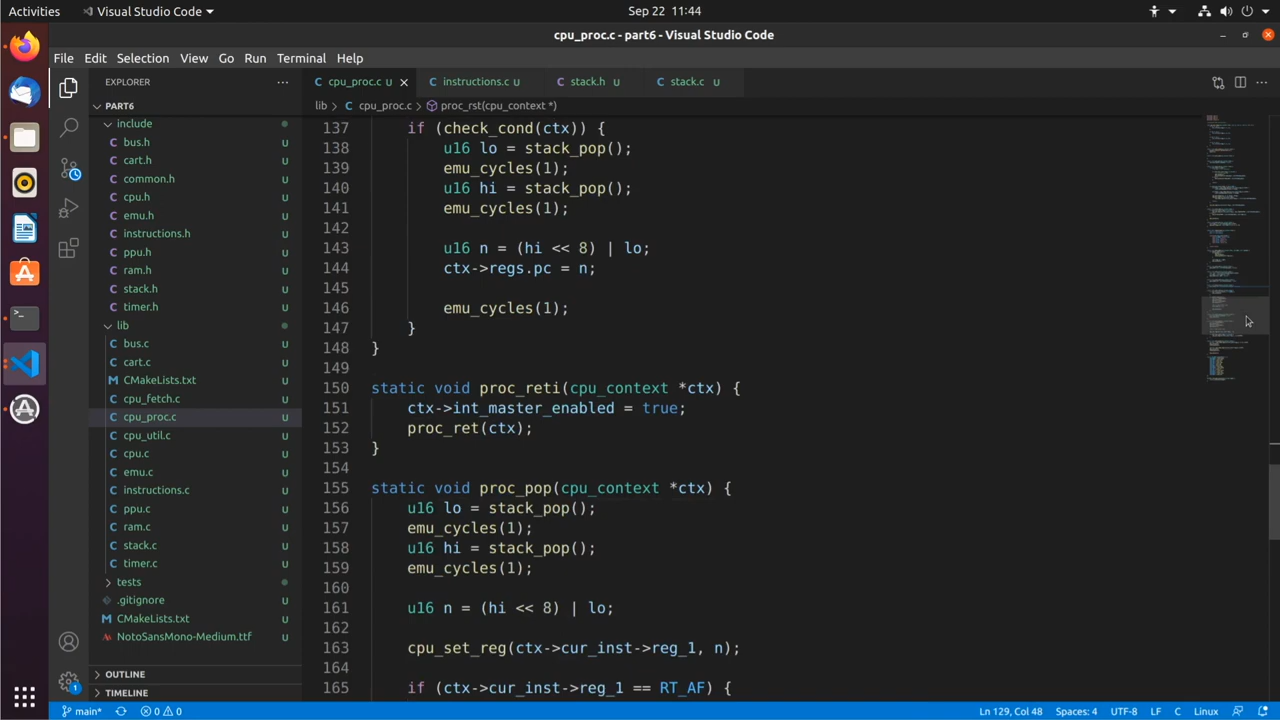 Activities
Visual Studio Code
Sep 22 11:44
cpu_proc.c - part6 - Visual Studio Code
File Edit Selection View Go Run Terminal Help
EXPLORER
cpu_proc.c U
instructions.c U
stack.h U
stack.c U
PART6
lib > C cpu_proc.c > proc_rst(cpu_context *)
include
bus.h U
cart.h U
common.h U
cpu.h U
emu.h U
instructions.h U
ppu.h U
ram.h U
stack.h U
timer.h U
lib
bus.c U
cart.c U
CMakeLists.txt U
cpu_fetch.c U
cpu_proc.c U
cpu_util.c U
cpu.c U
emu.c U
instructions.c U
ppu.c U
ram.c U
stack.c U
timer.c U
tests
.gitignore U
CMakeLists.txt U
NotoSansMono-Medium.ttf U
OUTLINE
TIMELINE
137 if (check_cond(ctx)) {
138 u16 lo = stack_pop();
139 emu_cycles(1);
140 u16 hi = stack_pop();
141 emu_cycles(1);
142
143 u16 n = (hi << 8) | lo;
144 ctx->regs.pc = n;
145
146 emu_cycles(1);
147 }
148 }
149
150 static void proc_reti(cpu_context *ctx) {
151 ctx->int_master_enabled = true;
152 proc_ret(ctx);
153 }
154
155 static void proc_pop(cpu_context *ctx) {
156 u16 lo = stack_pop();
157 emu_cycles(1);
158 u16 hi = stack_pop();
159 emu_cycles(1);
160
161 u16 n = (hi << 8) | lo;
162
163 cpu_set_reg(ctx->cur_inst->reg_1, n);
164
165 if (ctx->cur_inst->reg_1 == RT_AF) {
main* 0 0 Ln 129, Col 48 Spaces: 4 UTF-8 LF C Linux